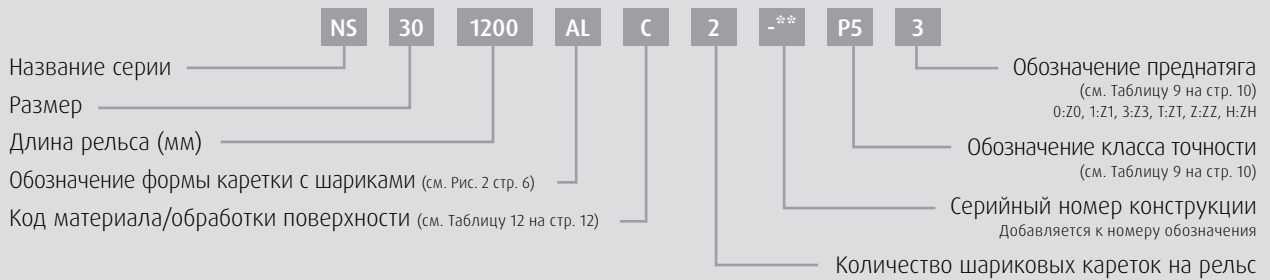 NS 30 1200 AL C 2 -** P5 3
Название серии
Размер
Длина рельса (мм)
Обозначение формы каретки с шариками (см. Рис. 2 стр. 6)
Код материала/обработки поверхности (см. Таблицу 12 на стр. 12)
Обозначение преднатяга
(см. Таблицу 9 на стр. 10)
0:Z0, 1:Z1, 3:Z3, T:ZT, Z:ZZ, H:ZH
Обозначение класса точности
(см. Таблицу 9 на стр. 10)
Серийный номер конструкции
Добавляется к номеру обозначения
Количество шариковых кареток на рельс